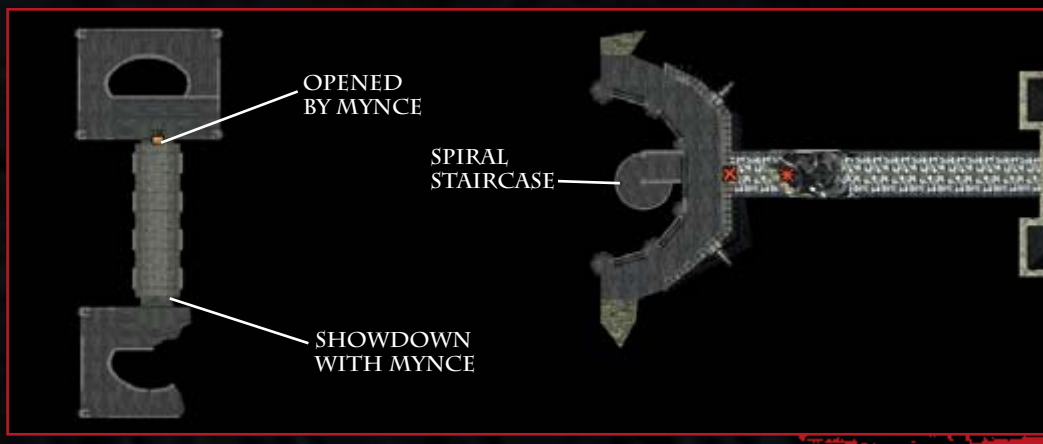 OPENED
BY MYNCE
SPIRAL
STAIRCASE
SHOWDOWN
WITH MYNCE